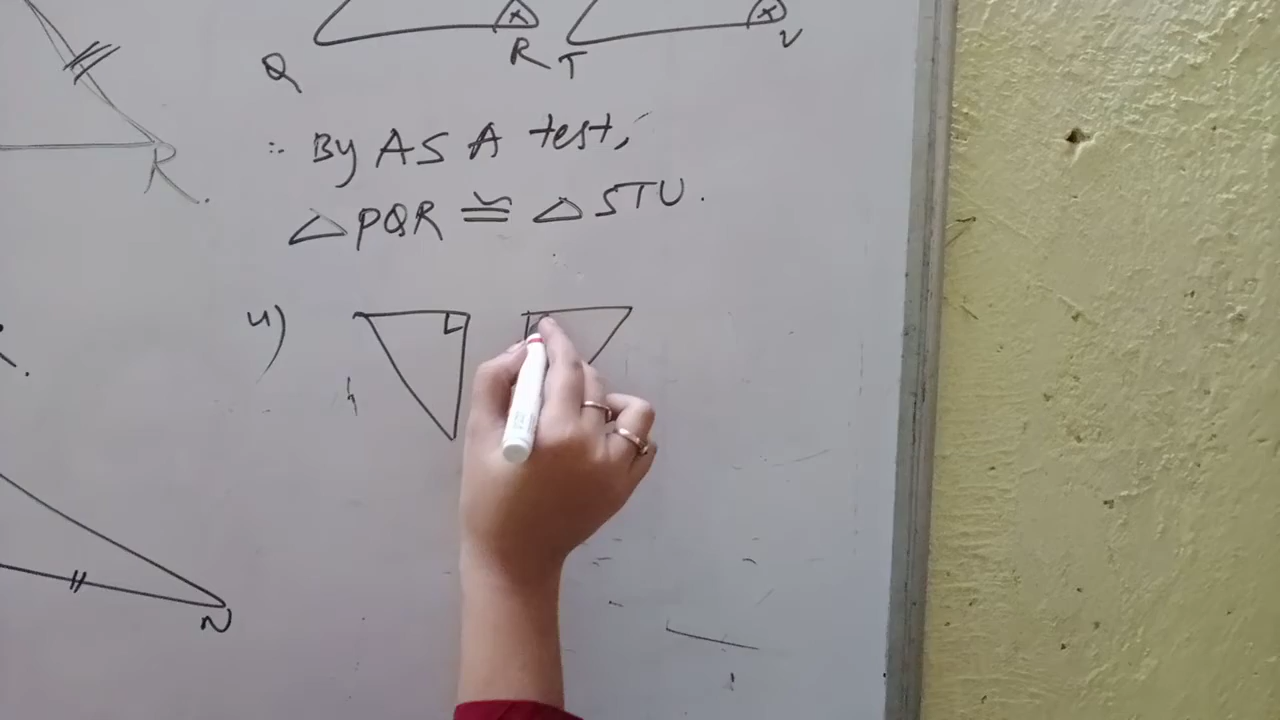 Q R T U
x x
R.
∴ By ASA test,
△PQR ≅ △STU.
4)
N